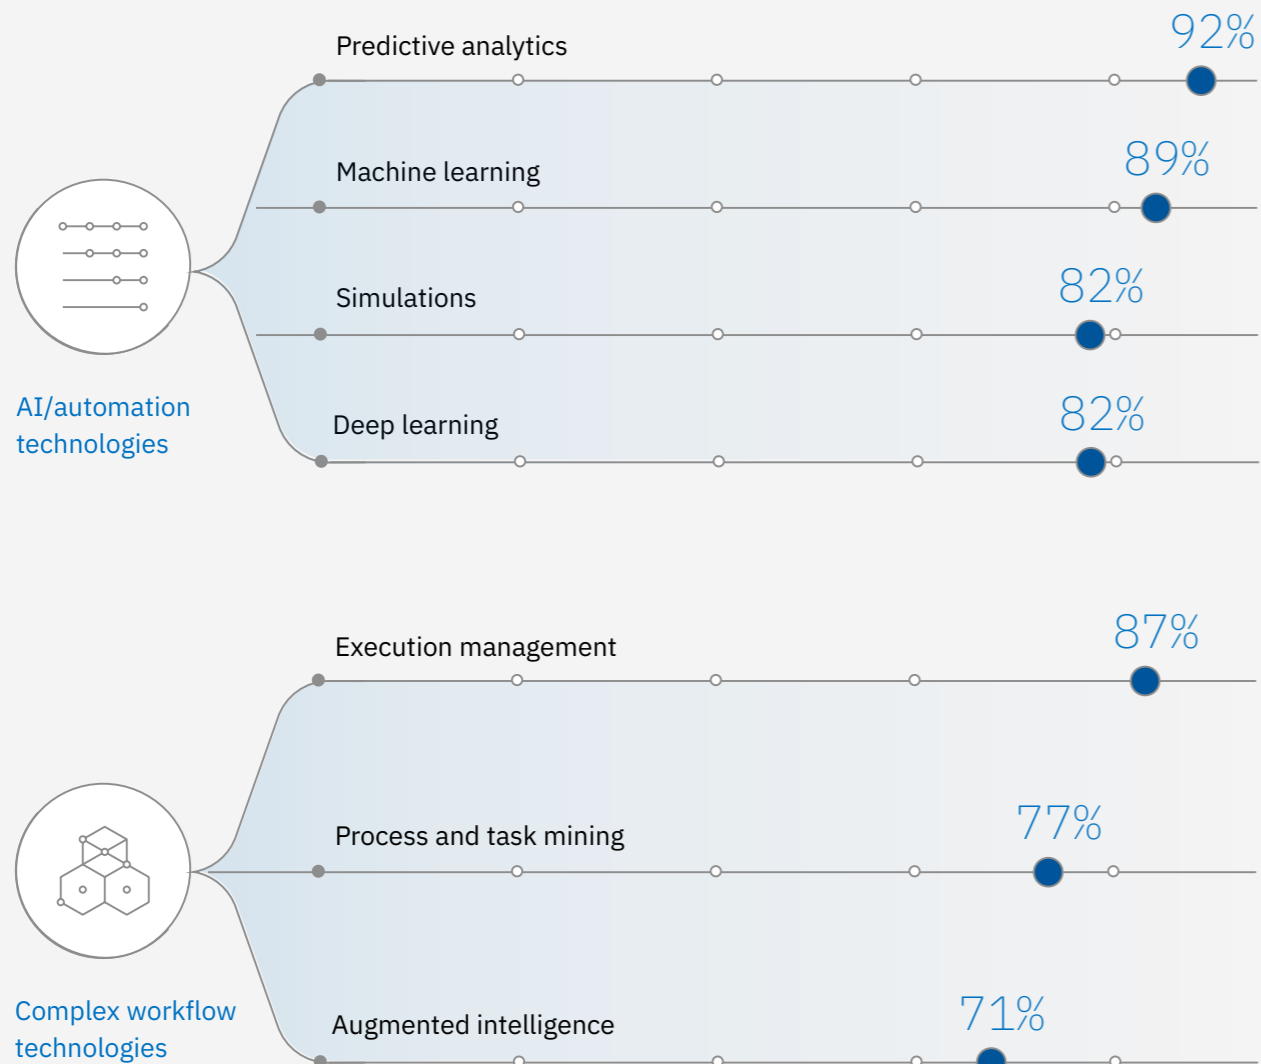 Predictive analytics
92%
Machine learning
89%
Simulations
82%
AI/automation
technologies
Deep learning
82%
Execution management
87%
Process and task mining
77%
Complex workflow
technologies
Augmented intelligence
71%